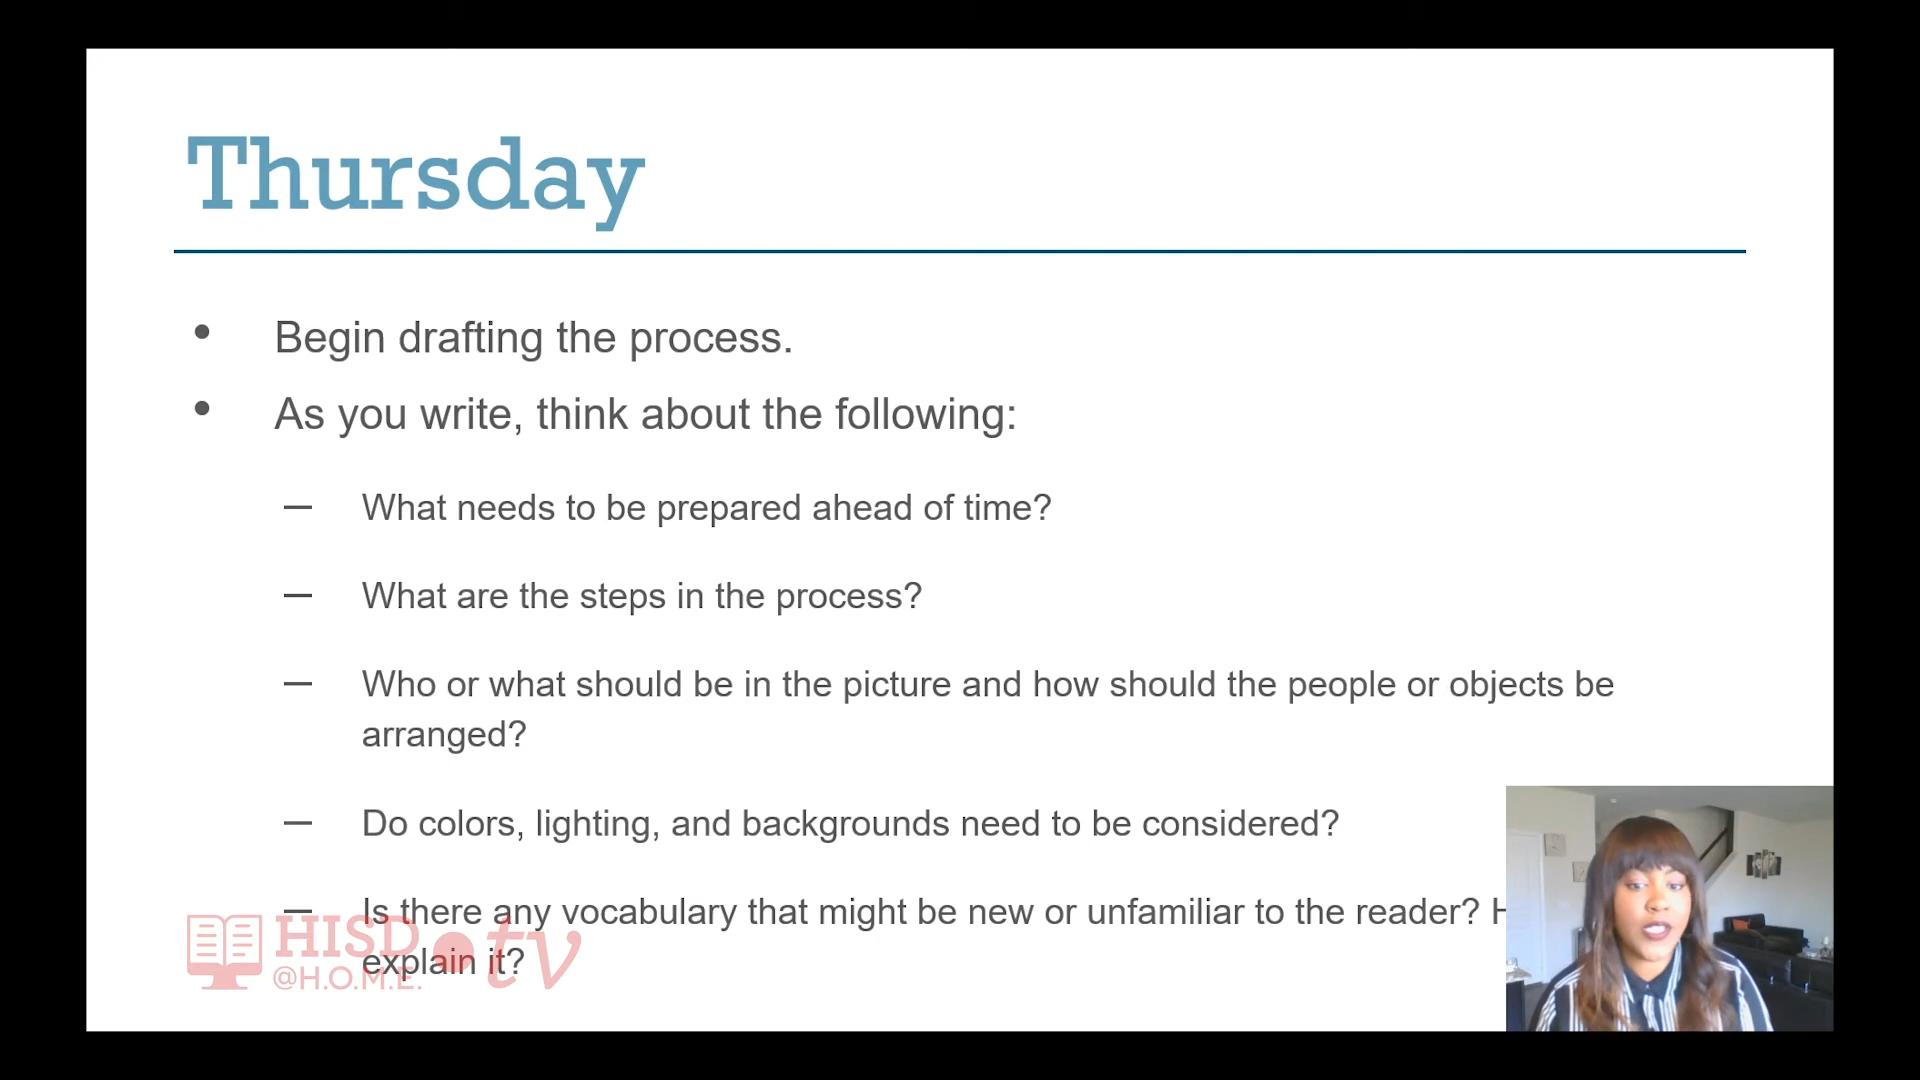 Thursday
• Begin drafting the process.
• As you write, think about the following:
— What needs to be prepared ahead of time?
— What are the steps in the process?
— Who or what should be in the picture and how should the people or objects be
arranged?
— Do colors, lighting, and backgrounds need to be considered?
— Is there any vocabulary that might be new or unfamiliar to the reader?
explain it?
HISD
@H.O.M.E.
tv